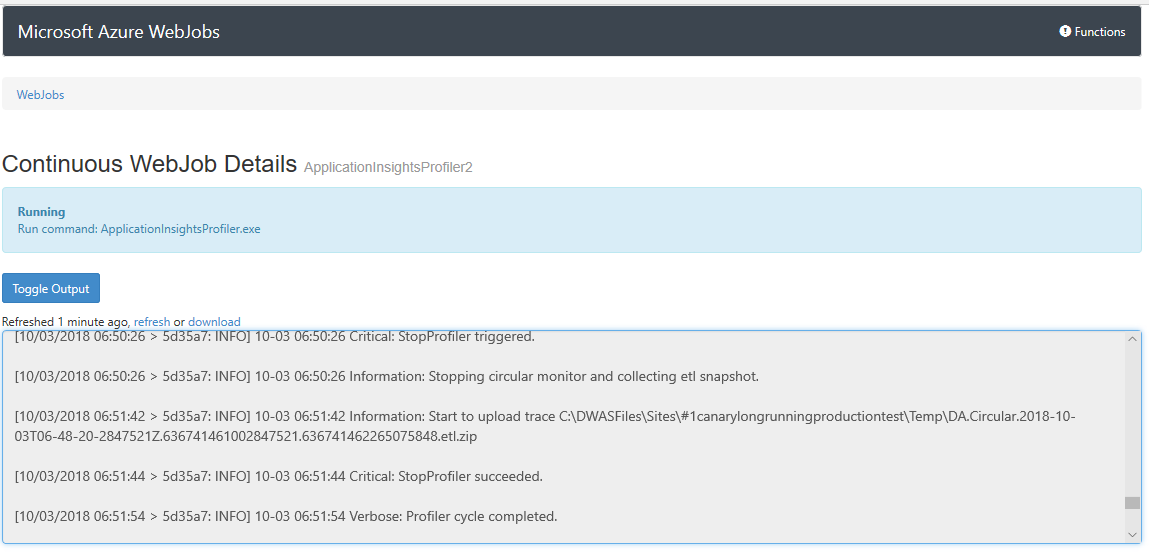 Microsoft Azure WebJobs
Functions
WebJobs
Continuous WebJob Details ApplicationInsightsProfiler2
Running
Run command: ApplicationInsightsProfiler.exe
Toggle Output
Refreshed 1 minute ago, refresh or download
[10/03/2018 06:50:26 > 5d35a7: INFO] 10-03 06:50:26 Critical: StopProfiler triggered.
[10/03/2018 06:50:26 > 5d35a7: INFO] 10-03 06:50:26 Information: Stopping circular monitor and collecting etl snapshot.
[10/03/2018 06:51:42 > 5d35a7: INFO] 10-03 06:51:42 Information: Start to upload trace C:\DWASFiles\Sites\#1canarylongrunningproductiontest\Temp\DA.Circular.2018-10-
03T06-48-20-2847521Z.636741461002847521.636741462265075848.etl.zip
[10/03/2018 06:51:44 > 5d35a7: INFO] 10-03 06:51:44 Critical: StopProfiler succeeded.
[10/03/2018 06:51:54 > 5d35a7: INFO] 10-03 06:51:54 Verbose: Profiler cycle completed.